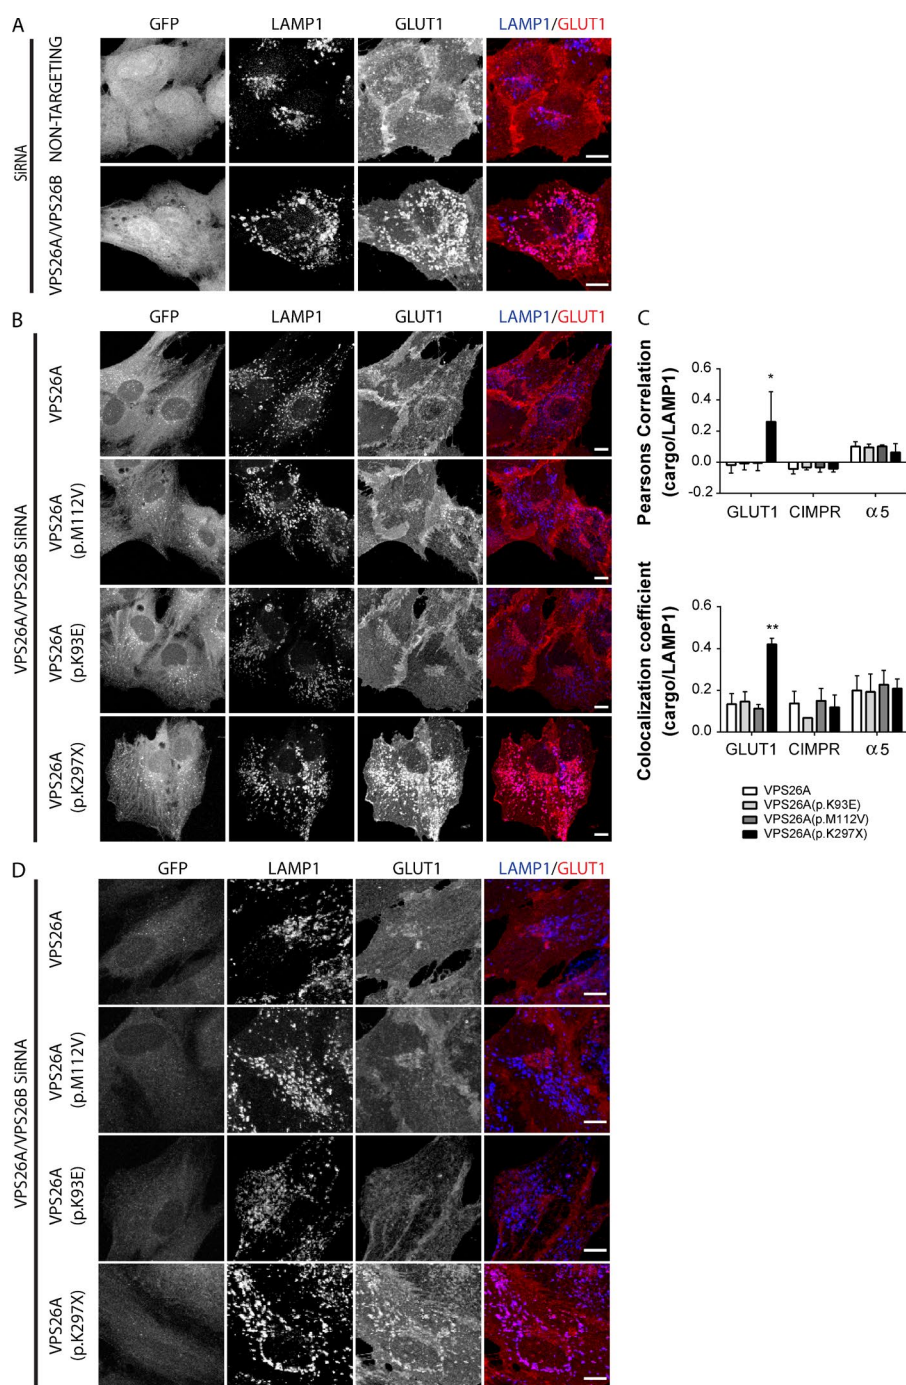 A
GFP LAMP1 GLUT1 LAMP1/GLUT1
SiRNA
NON-TARGETING
VPS26A/VPS26B
B
GFP LAMP1 GLUT1 LAMP1/GLUT1
VPS26A/VPS26B SiRNA
VPS26A
VPS26A
(p.M112V)
VPS26A
(p.K93E)
VPS26A
(p.K297X)
C
Pearsons Correlation
(cargo/LAMP1)
0.6
0.4
0.2
0.0
-0.2
*
GLUT1 CIMPR α5
Colocalization coefficient
(cargo/LAMP1)
0.6
0.4
0.2
0.0
**
GLUT1 CIMPR α5
VPS26A
VPS26A(p.K93E)
VPS26A(p.M112V)
VPS26A(p.K297X)
D
GFP LAMP1 GLUT1 LAMP1/GLUT1
VPS26A/VPS26B SiRNA
VPS26A
VPS26A
(p.M112V)
VPS26A
(p.K93E)
VPS26A
(p.K297X)